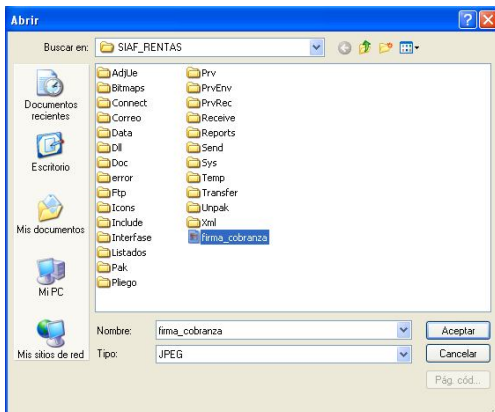 Abrir
Buscar en: SIAF_RENTAS
Documentos recientes
Escritorio
Mis documentos
Mi PC
Mis sitios de red
AdjUe
Bitmaps
Connect
Correo
Data
Dll
Doc
error
Ftp
Icons
Include
Interfase
Listados
Pak
Pliego
Prv
PrvEnv
PrvRec
Receive
Reports
Send
Sys
Temp
Transfer
Unpak
Xml
firma_cobranza
Nombre: firma_cobranza Aceptar
Tipo: JPEG Cancelar
Pág. cód...